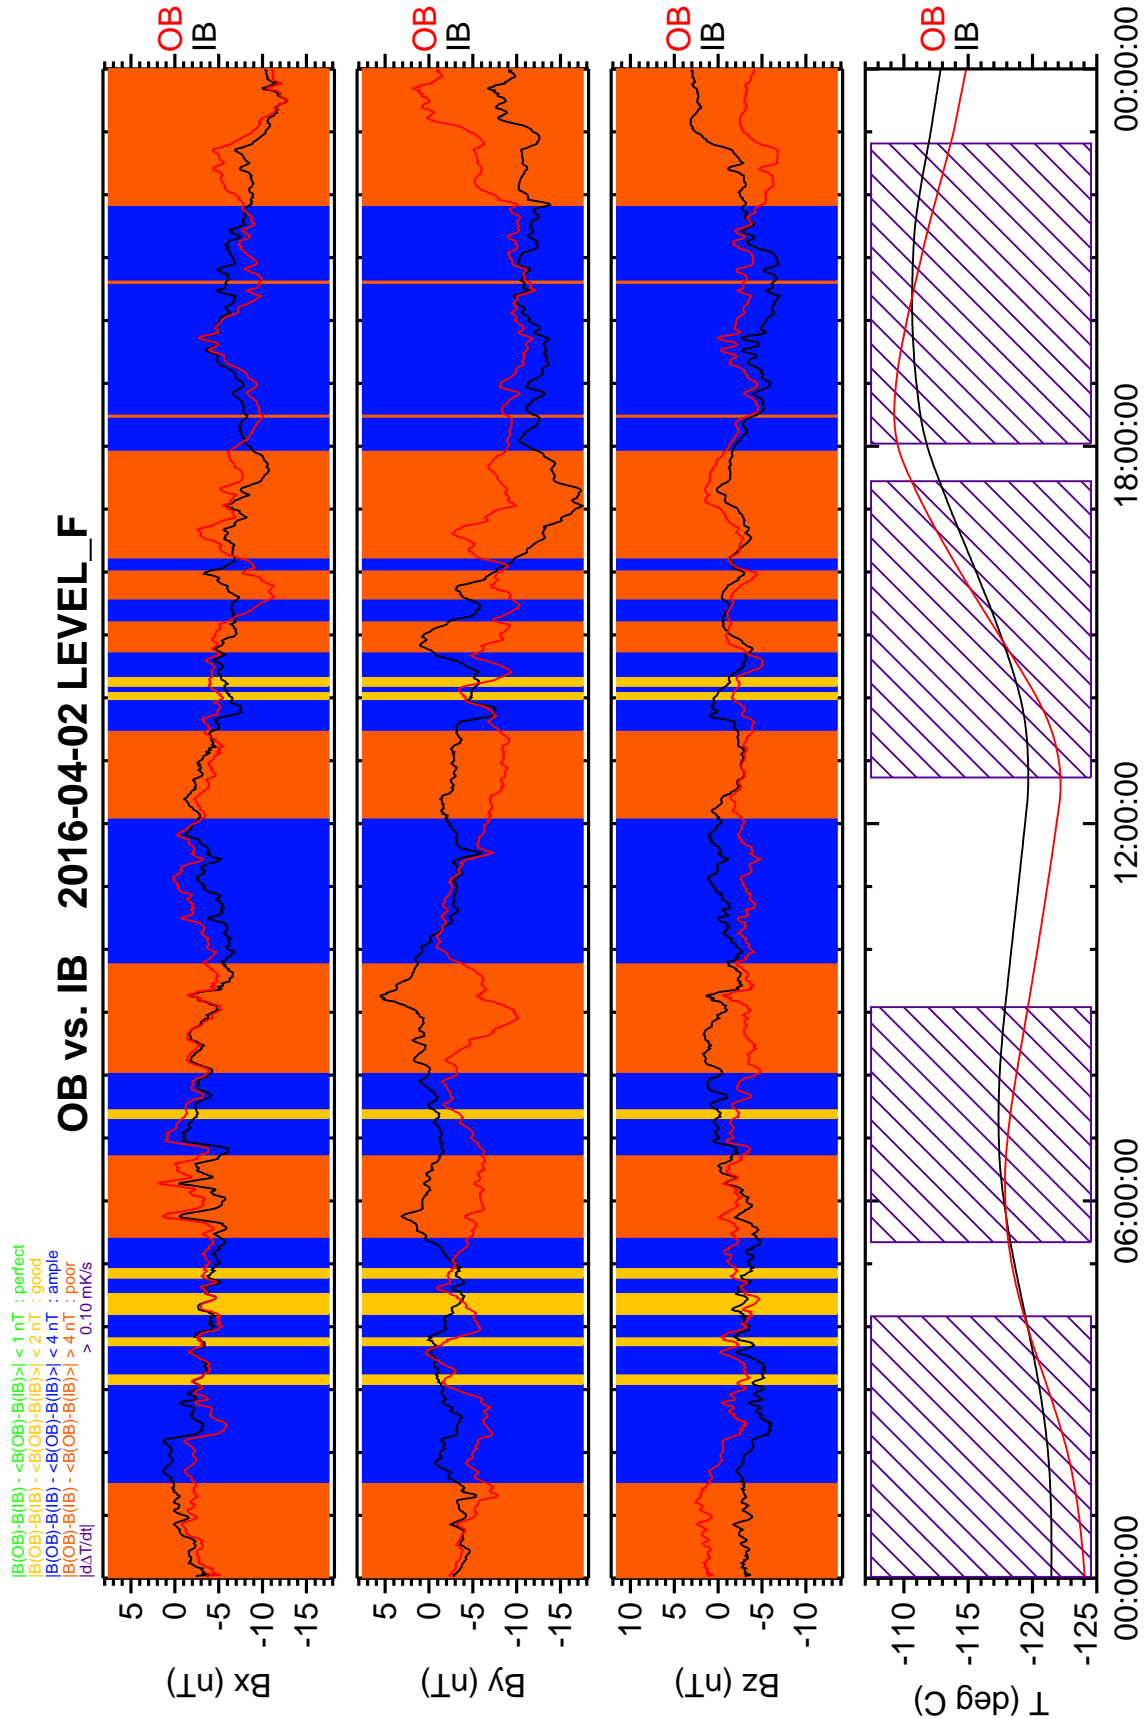 |B(OB)-B(IB) - <B(OB)-B(IB)>| < 1 nT : perfect
|B(OB)-B(IB) - <B(OB)-B(IB)>| < 2 nT : good
|B(OB)-B(IB) - <B(OB)-B(IB)>| < 4 nT : ample
|B(OB)-B(IB) - <B(OB)-B(IB)>| > 4 nT : poor
|dΔT/dt| > 0.10 mK/s
OB vs. IB 2016-04-02 LEVEL_F
Bx (nT)
5
0
-5
-10
-15
OB
IB
By (nT)
5
0
-5
-10
-15
OB
IB
Bz (nT)
10
5
0
-5
-10
OB
IB
T (deg C)
-110
-115
-120
-125
OB
IB
00:00:00 06:00:00 12:00:00 18:00:00 00:00:00